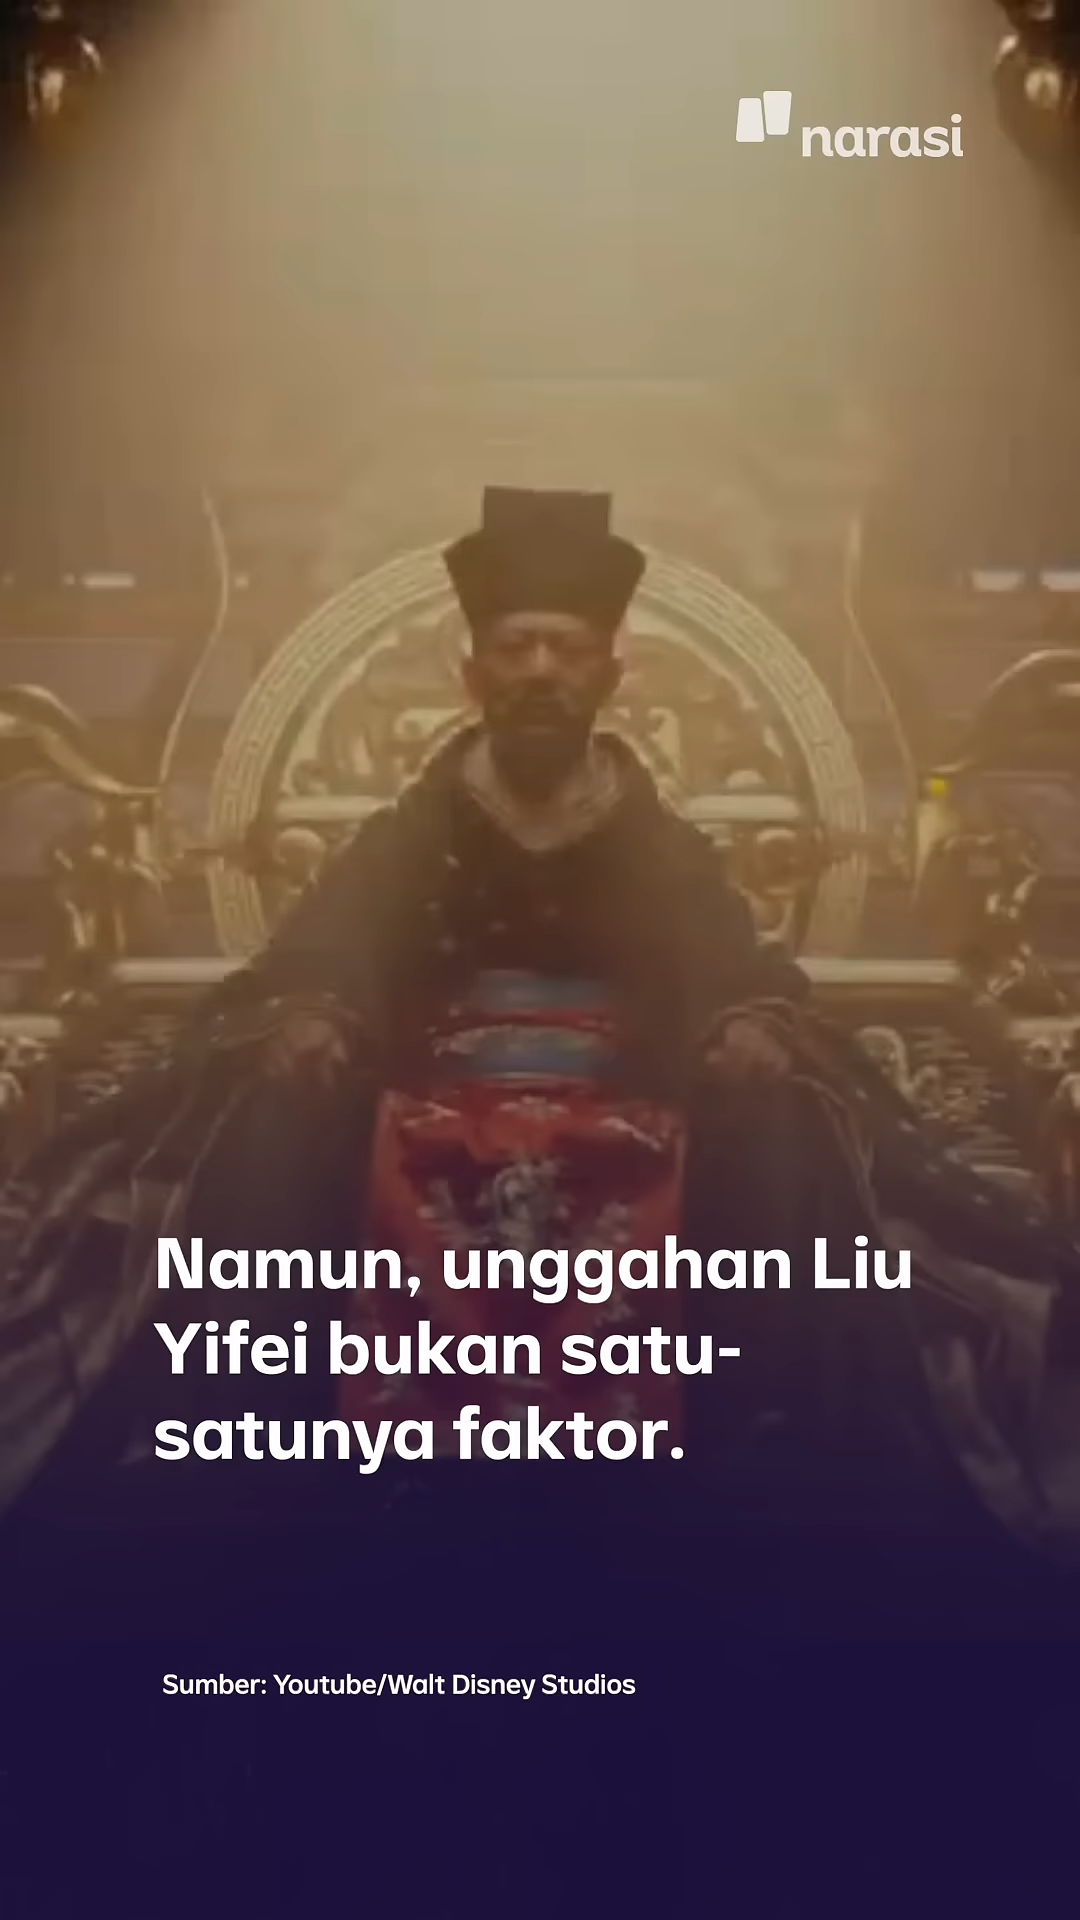 narasi
Namun, unggahan Liu
Yifei bukan satu-
satunya faktor.
Sumber: Youtube/Walt Disney Studios